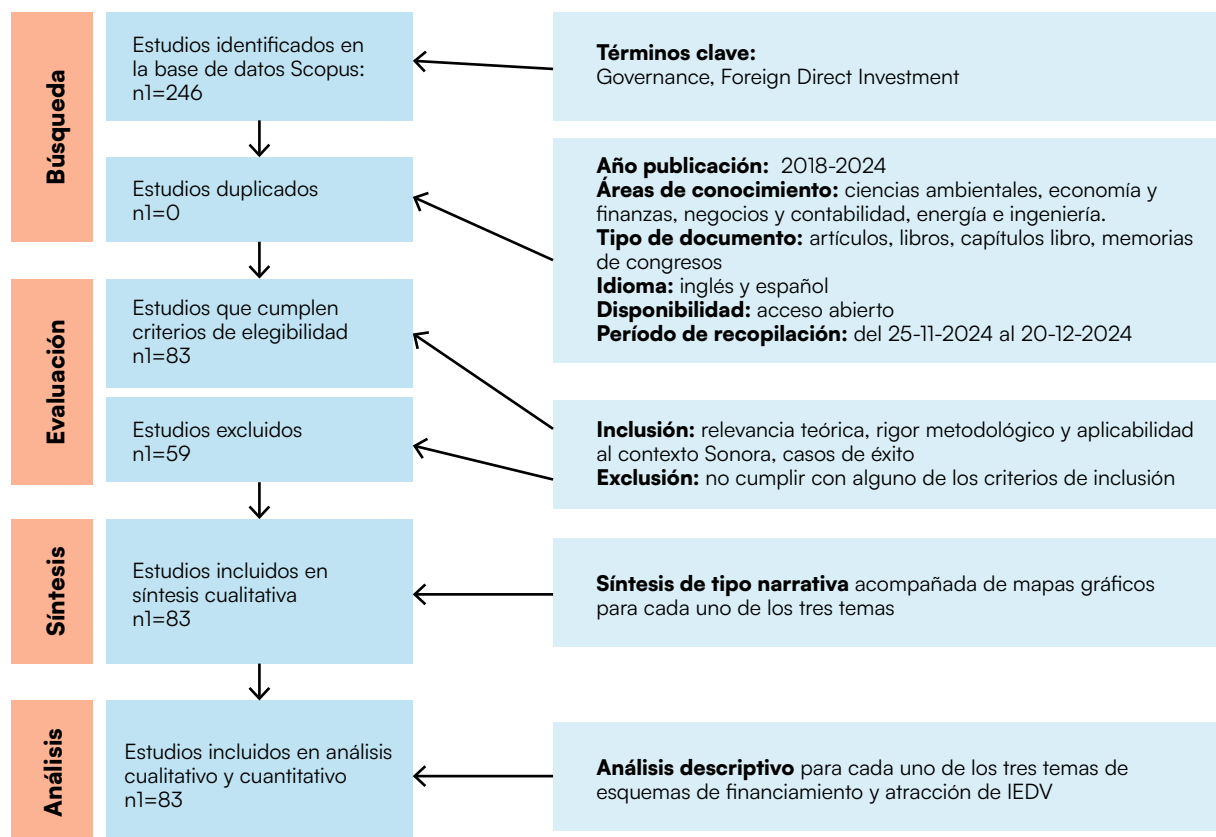 Búsqueda
Estudios identificados en
la base de datos Scopus:
n1=246
Términos clave:
Governance, Foreign Direct Investment
Estudios duplicados
n1=0
Año publicación: 2018-2024
Áreas de conocimiento: ciencias ambientales, economía y
finanzas, negocios y contabilidad, energía e ingeniería.
Tipo de documento: artículos, libros, capítulos libro, memorias
de congresos
Idioma: inglés y español
Disponibilidad: acceso abierto
Período de recopilación: del 25-11-2024 al 20-12-2024
Evaluación
Estudios que cumplen
criterios de elegibilidad
n1=83
Estudios excluidos
n1=59
Inclusión: relevancia teórica, rigor metodológico y aplicabilidad
al contexto Sonora, casos de éxito
Exclusión: no cumplir con alguno de los criterios de inclusión
Síntesis
Estudios incluidos en
síntesis cualitativa
n1=83
Síntesis de tipo narrativa acompañada de mapas gráficos
para cada uno de los tres temas
Análisis
Estudios incluidos en análisis
cualitativo y cuantitativo
n1=83
Análisis descriptivo para cada uno de los tres temas de
esquemas de financiamiento y atracción de IEDV